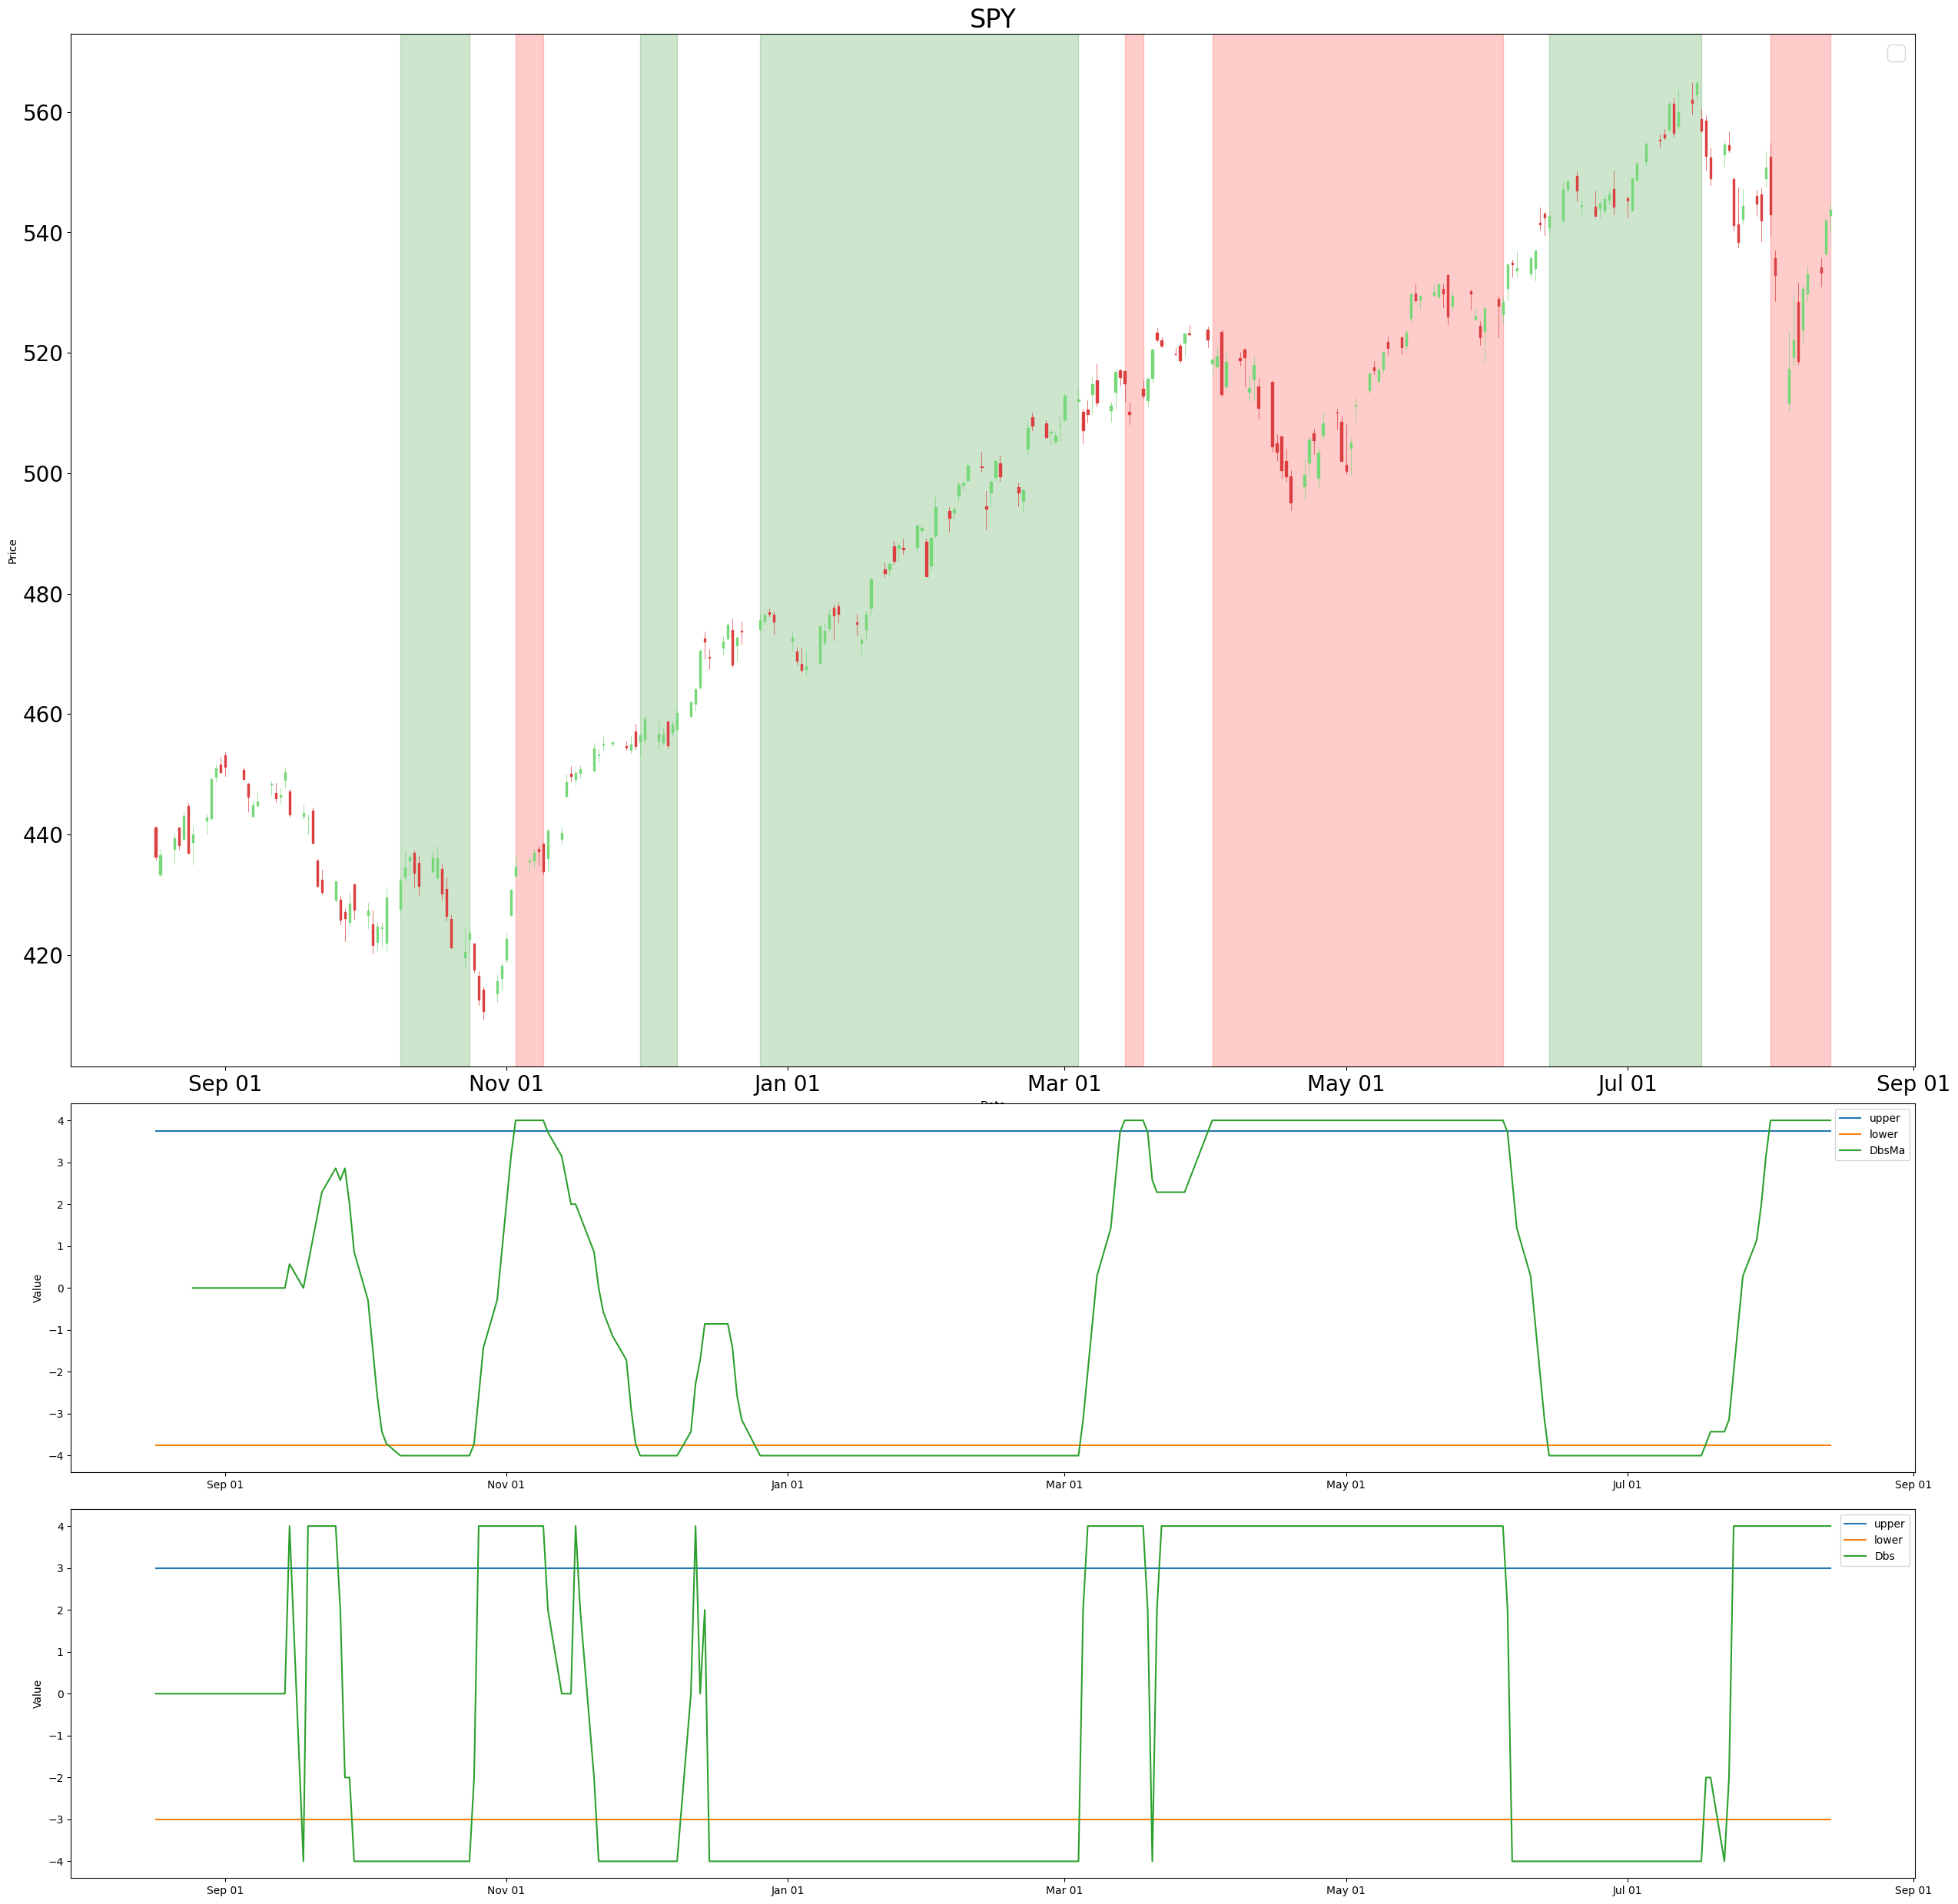 SPY
560
540
520
500
480
460
440
420
Price
Sep 01
Nov 01
Jan 01
Mar 01
May 01
Jul 01
Sep 01
upper
lower
DbsMa
4
3
2
1
0
−1
−2
−3
−4
Value
Sep 01
Nov 01
Jan 01
Mar 01
May 01
Jul 01
Sep 01
upper
lower
Dbs
4
3
2
1
0
−1
−2
−3
−4
Value
Sep 01
Nov 01
Jan 01
Mar 01
May 01
Jul 01
Sep 01